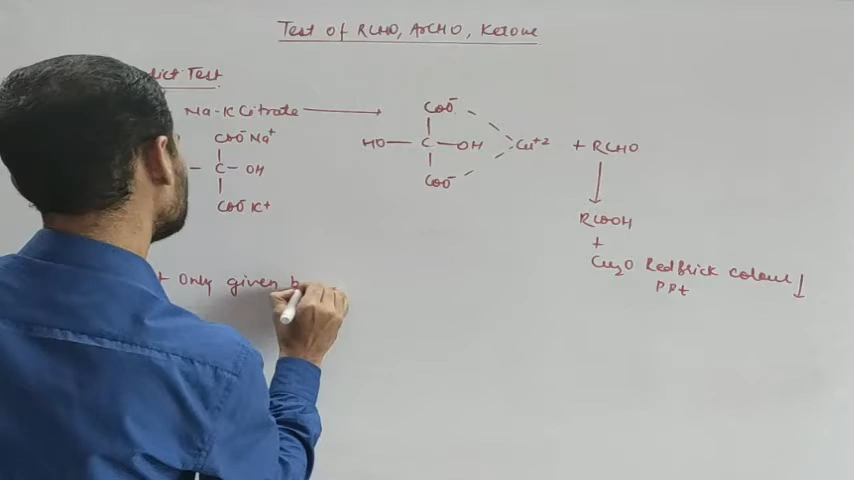 Test of RCHO, ArCHO, Ketone
dict Test
Na-K Citrate
COO⁻Na⁺
C-OH
COO⁻K⁺
COO⁻
HO-C-OH
COO⁻
Cu⁺²
+ RCHO
RCOOH
+
Cu₂O Redbrick colour ↓
PPt
Only given b